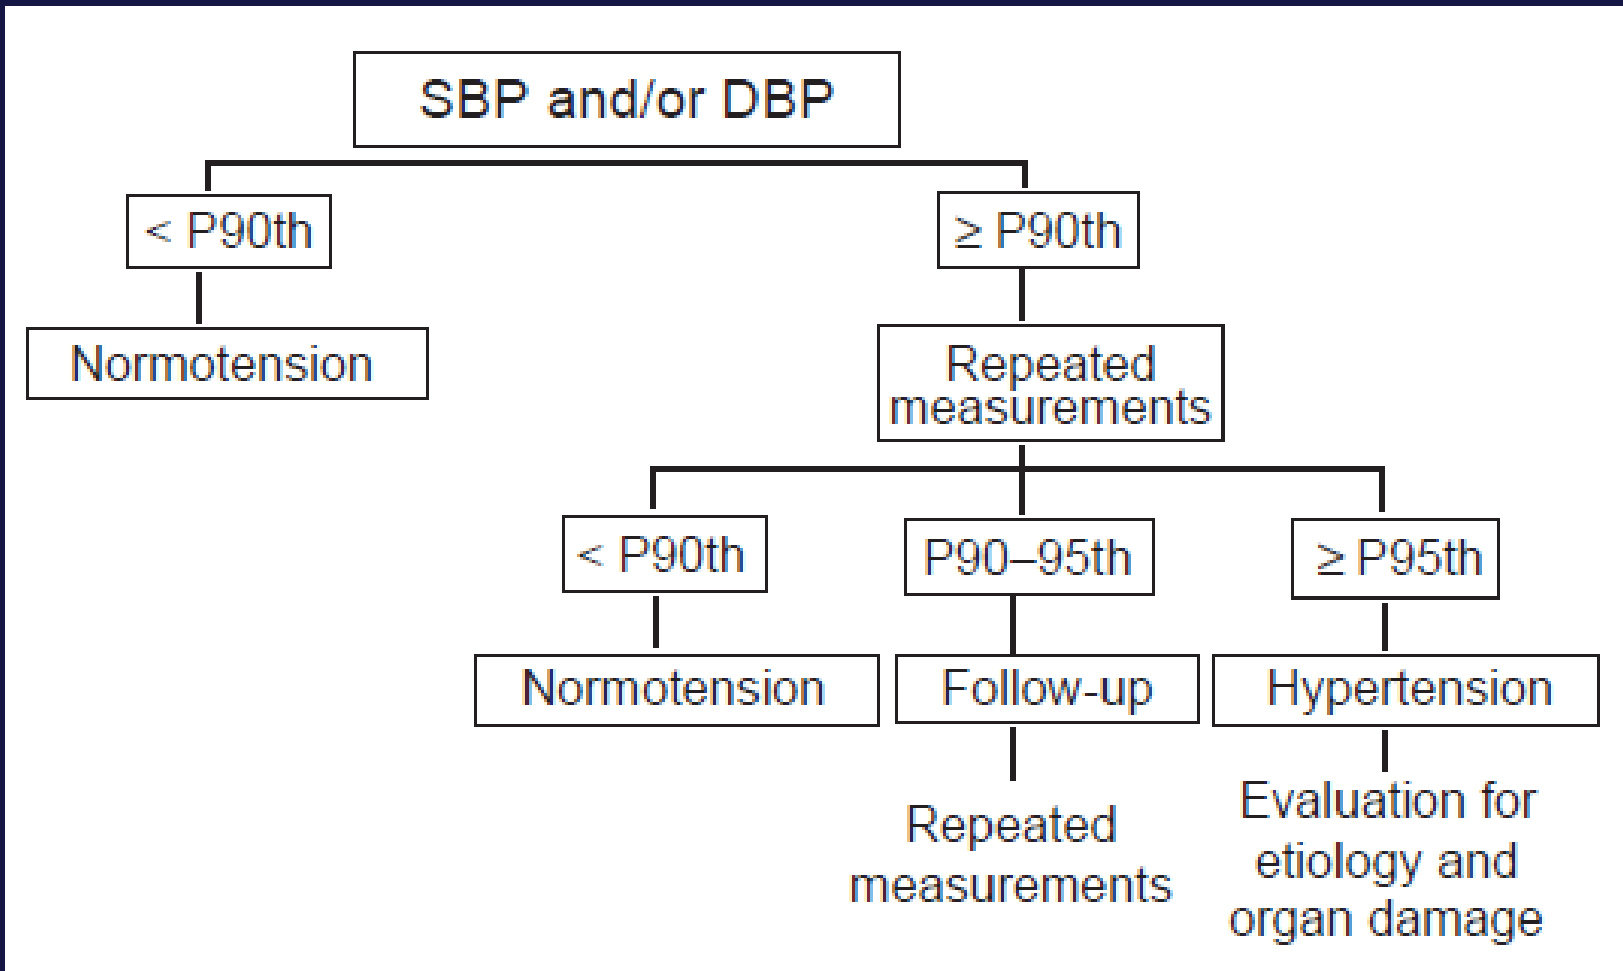 SBP and/or DBP
< P90th
≥ P90th
Normotension
Repeated
measurements
< P90th
P90–95th
≥ P95th
Normotension
Follow-up
Hypertension
Repeated
measurements
Evaluation for
etiology and
organ damage